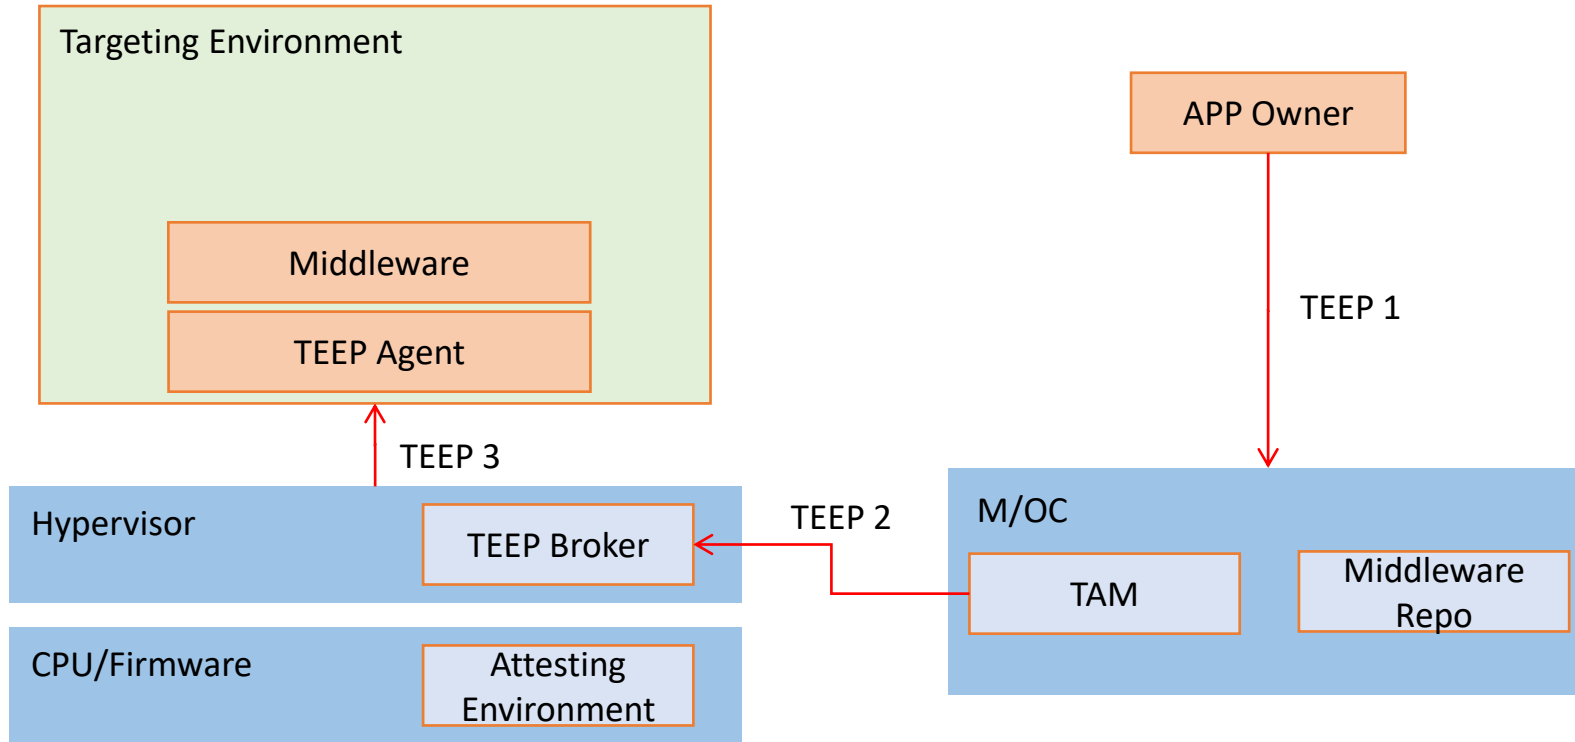 Targeting Environment
APP Owner
Middleware
TEEP Agent
TEEP 1
TEEP 3
Hypervisor
TEEP Broker
TEEP 2
M/OC
TAM
Middleware
Repo
CPU/Firmware
Attesting
Environment